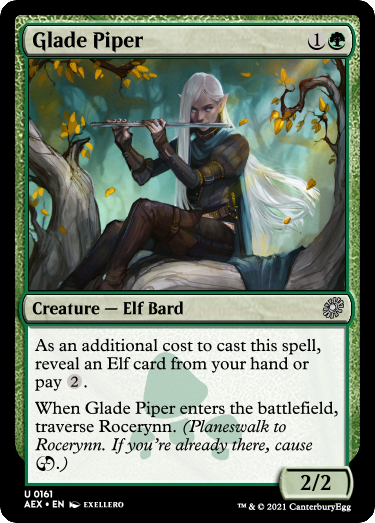 Glade Piper 1
Creature — Elf Bard
As an additional cost to cast this spell,
reveal an Elf card from your hand or
pay 2.
When Glade Piper enters the battlefield,
traverse Rocerynn. (Planeswalk to
Rocerynn. If you're already there, cause
.)
2/2
U 0161
AEX • EN EXELLERO
™ & © 2021 CanterburyEgg